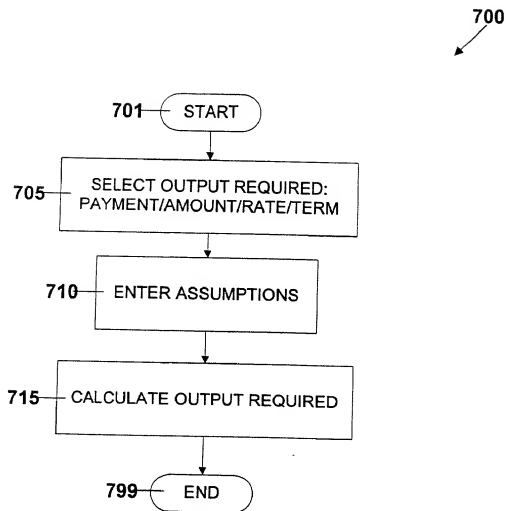 700
701 START
705 SELECT OUTPUT REQUIRED:
PAYMENT/AMOUNT/RATE/TERM
710 ENTER ASSUMPTIONS
715 CALCULATE OUTPUT REQUIRED
799 END